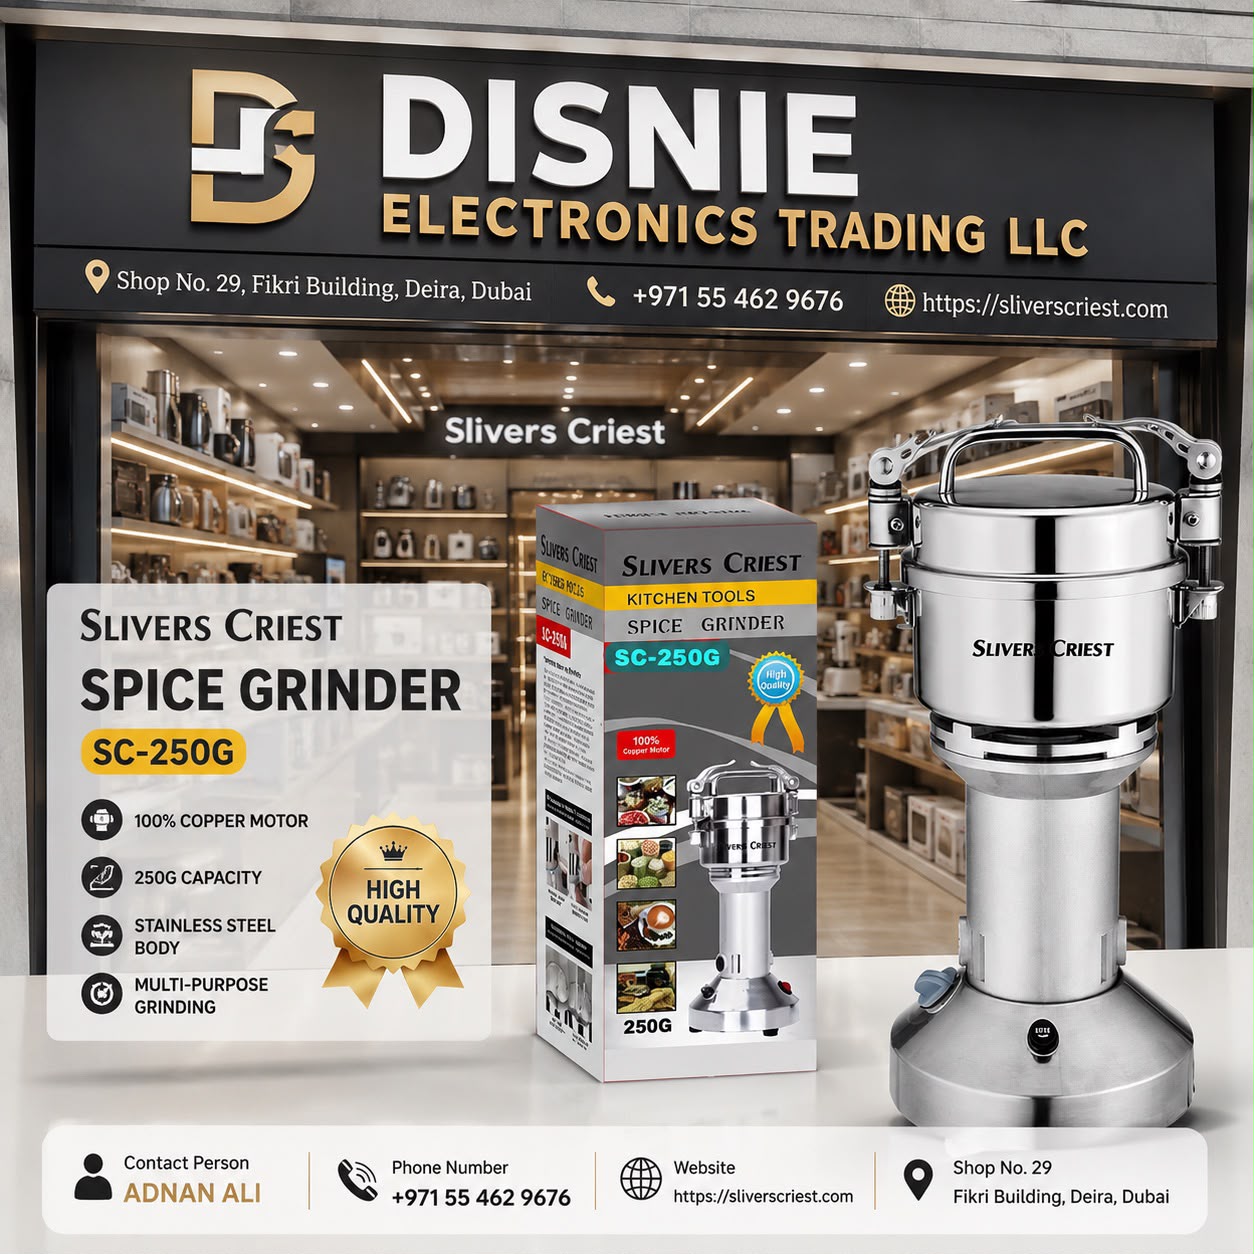 DISNIE
ELECTRONICS TRADING LLC
Shop No. 29, Fikri Building, Deira, Dubai
+971 55 462 9676
https://sliverscriest.com
Slivers Criest
SLIVERS CRIEST
SPICE GRINDER
SC-250G
100% COPPER MOTOR
250G CAPACITY
STAINLESS STEEL
BODY
MULTI-PURPOSE
GRINDING
HIGH
QUALITY
SLIVERS CRIEST
SPICE GRINDER
SC-250G
SLIVERS CRIEST
KITCHEN TOOLS
SPICE GRINDER
SC-250G
High
Quality
100%
Copper Motor
SLIVERS CRIEST
250G
SLIVERS CRIEST
Contact Person
ADNAN ALI
Phone Number
+971 55 462 9676
Website
https://sliverscriest.com
Shop No. 29
Fikri Building, Deira, Dubai